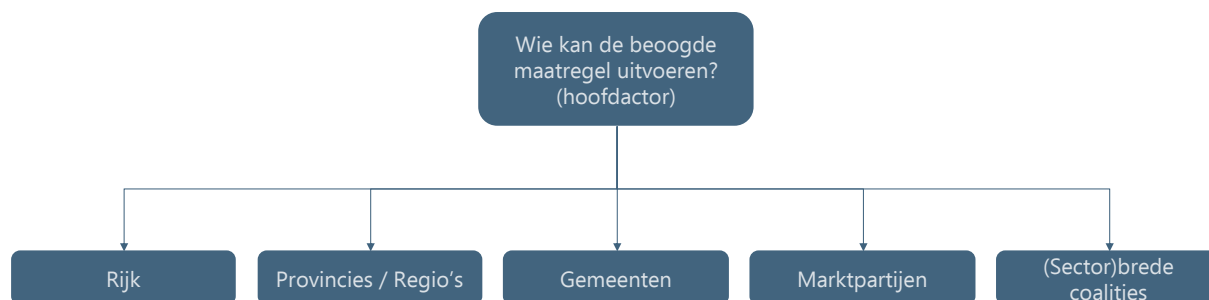 Wie kan de beoogde
maatregel uitvoeren?
(hoofdactor)
Rijk
Provincies / Regio's
Gemeenten
Marktpartijen
(Sector)brede
coalities